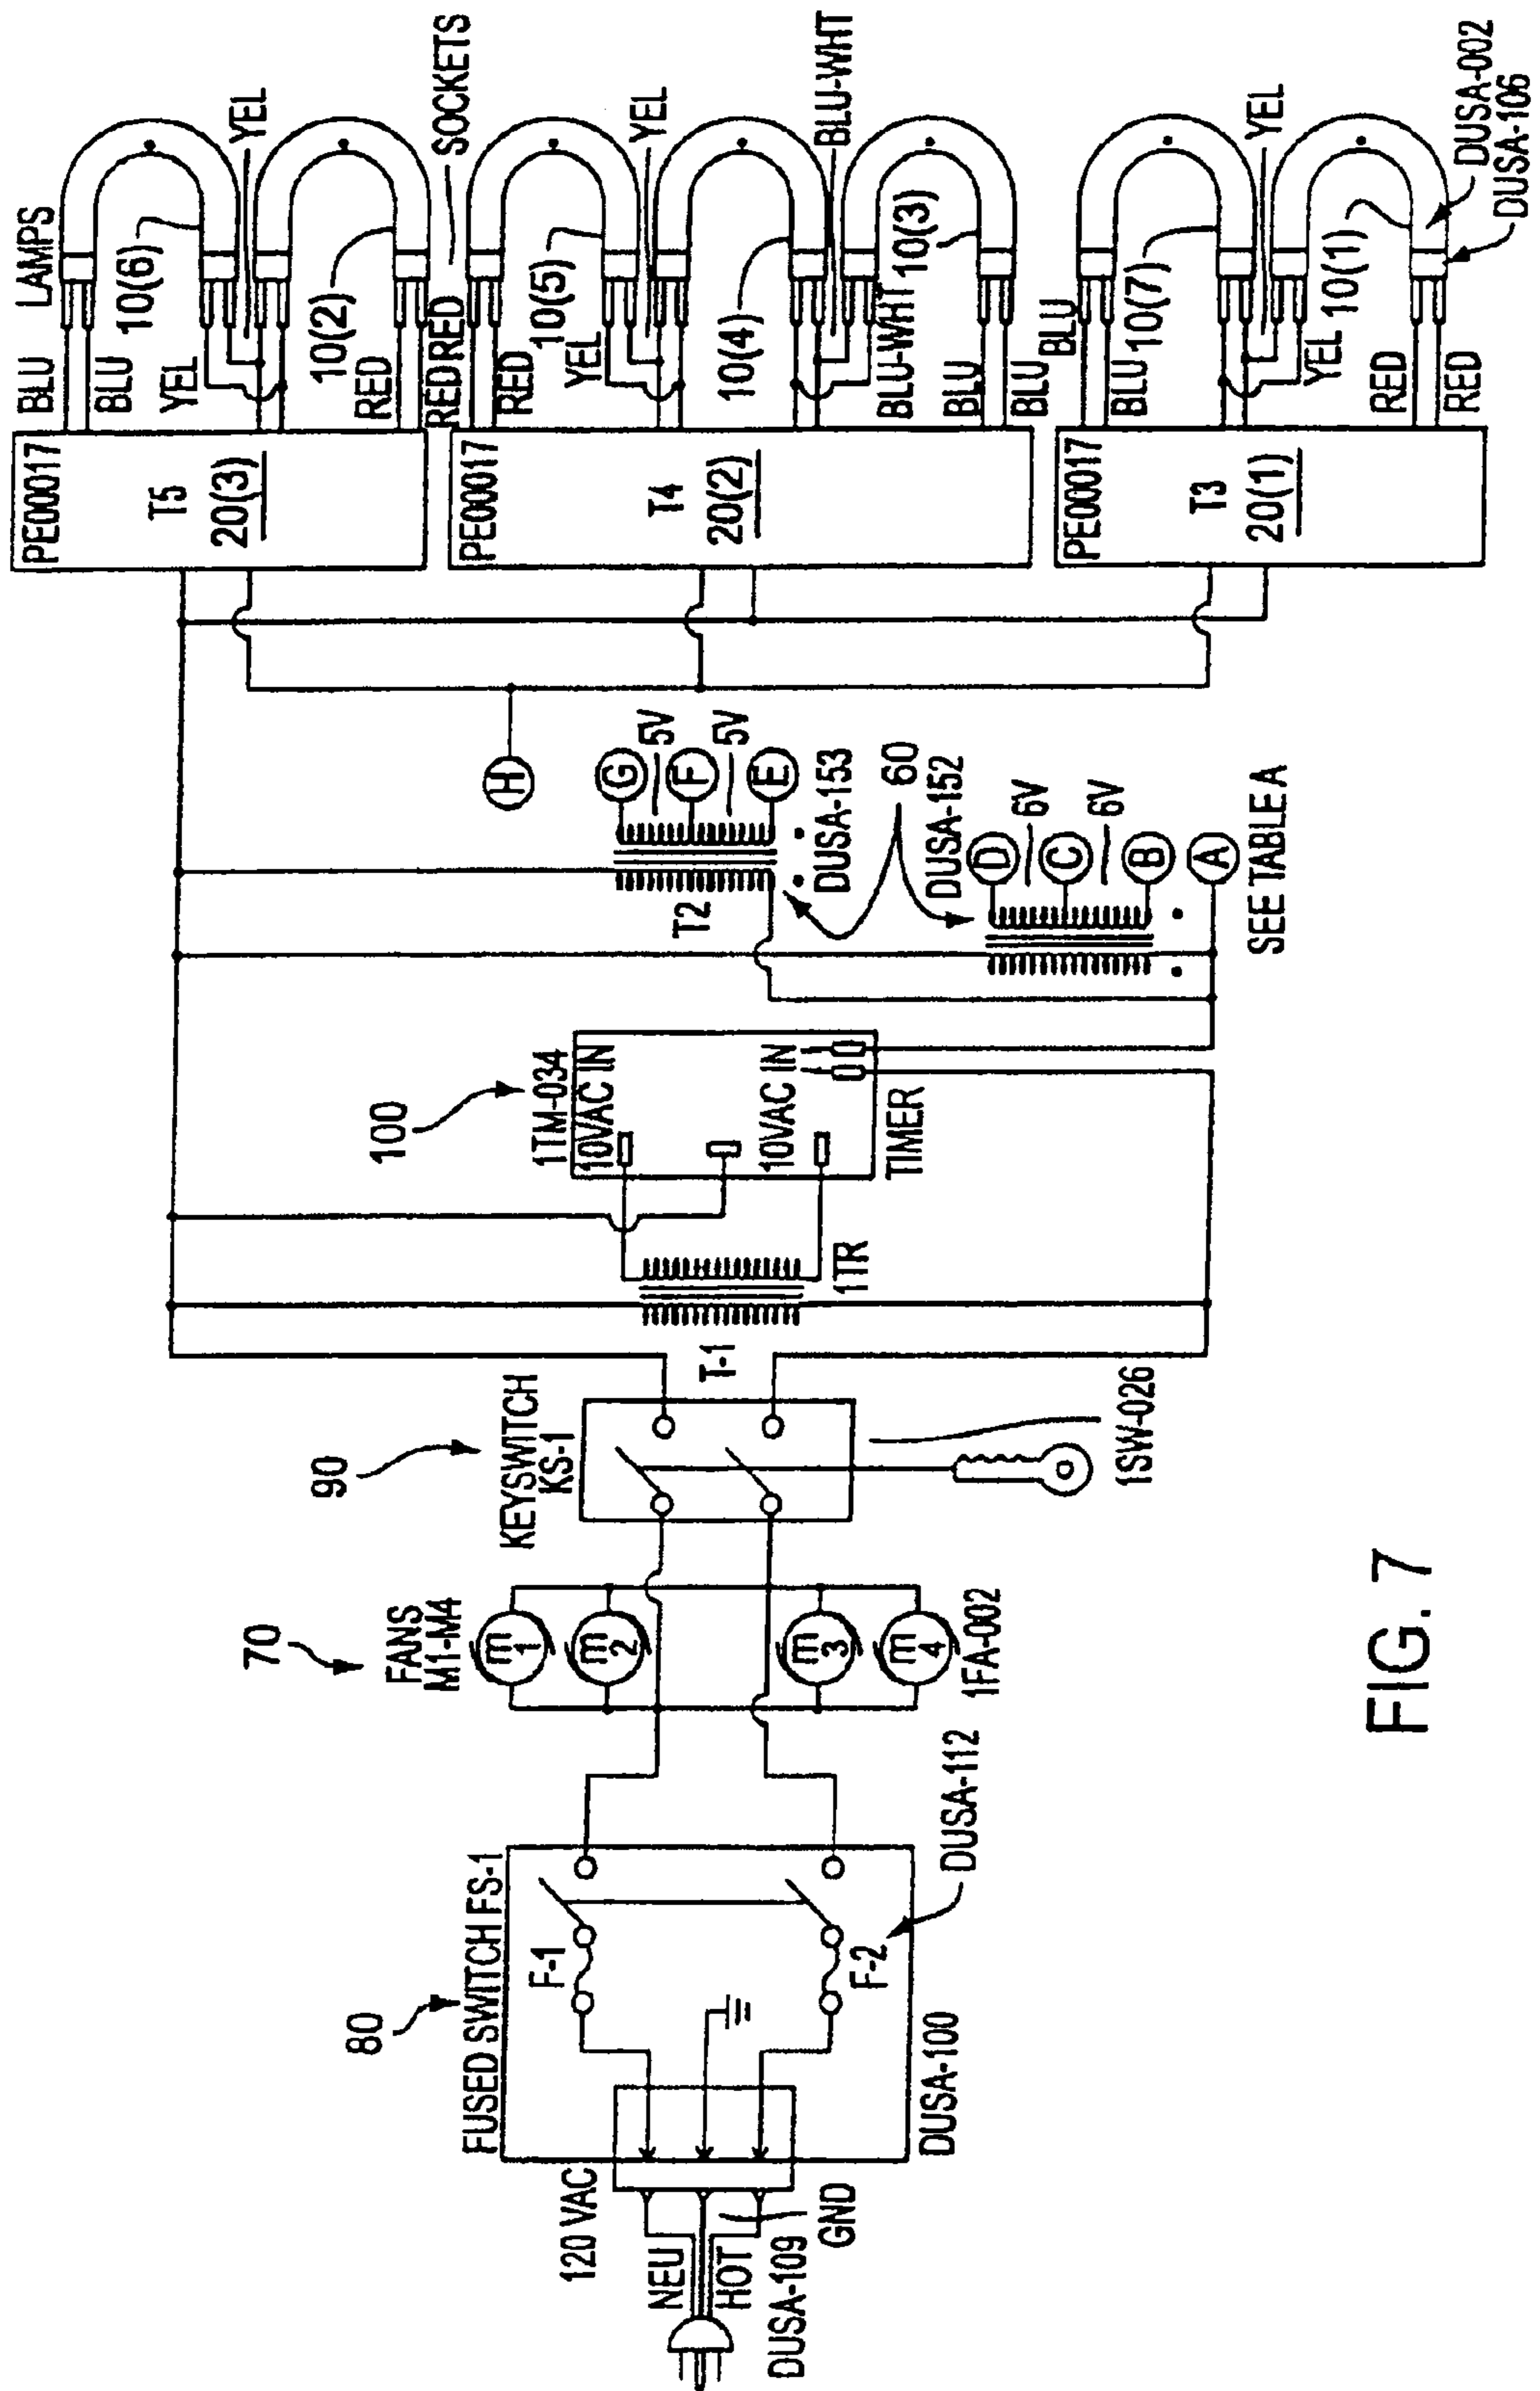 LAMPS
BLU
BLU
10(6)
YEL
YEL
10(2)
RED
RED
SOCKETS
RED
RED
10(5)
YEL
YEL
10(4)
BLU-WHT
BLU-WHT
10(3)
BLU
BLU
BLU
BLU
10(7)
YEL
YEL
10(1)
RED
RED
DUSA-002
DUSA-106
PE00017
T5
20(3)
PE00017
T4
20(2)
PE00017
T3
20(1)
H
G
5V
F
5V
E
T2
DUSA-153
60
DUSA-152
D
6V
C
6V
B
A
SEE TABLE A
100
1TM-034
10VAC IN
10VAC IN
TIMER
1TR
T-1
90
KEYSWITCH
KS-1
1SW-026
70
FANS
M1-M4
m
1
m
2
m
3
m
4
1FA-002
80
FUSED SWITCH FS-1
F-1
F-2
DUSA-112
DUSA-100
120 VAC
NEU
HOT
GND
DUSA-109
FIG. 7